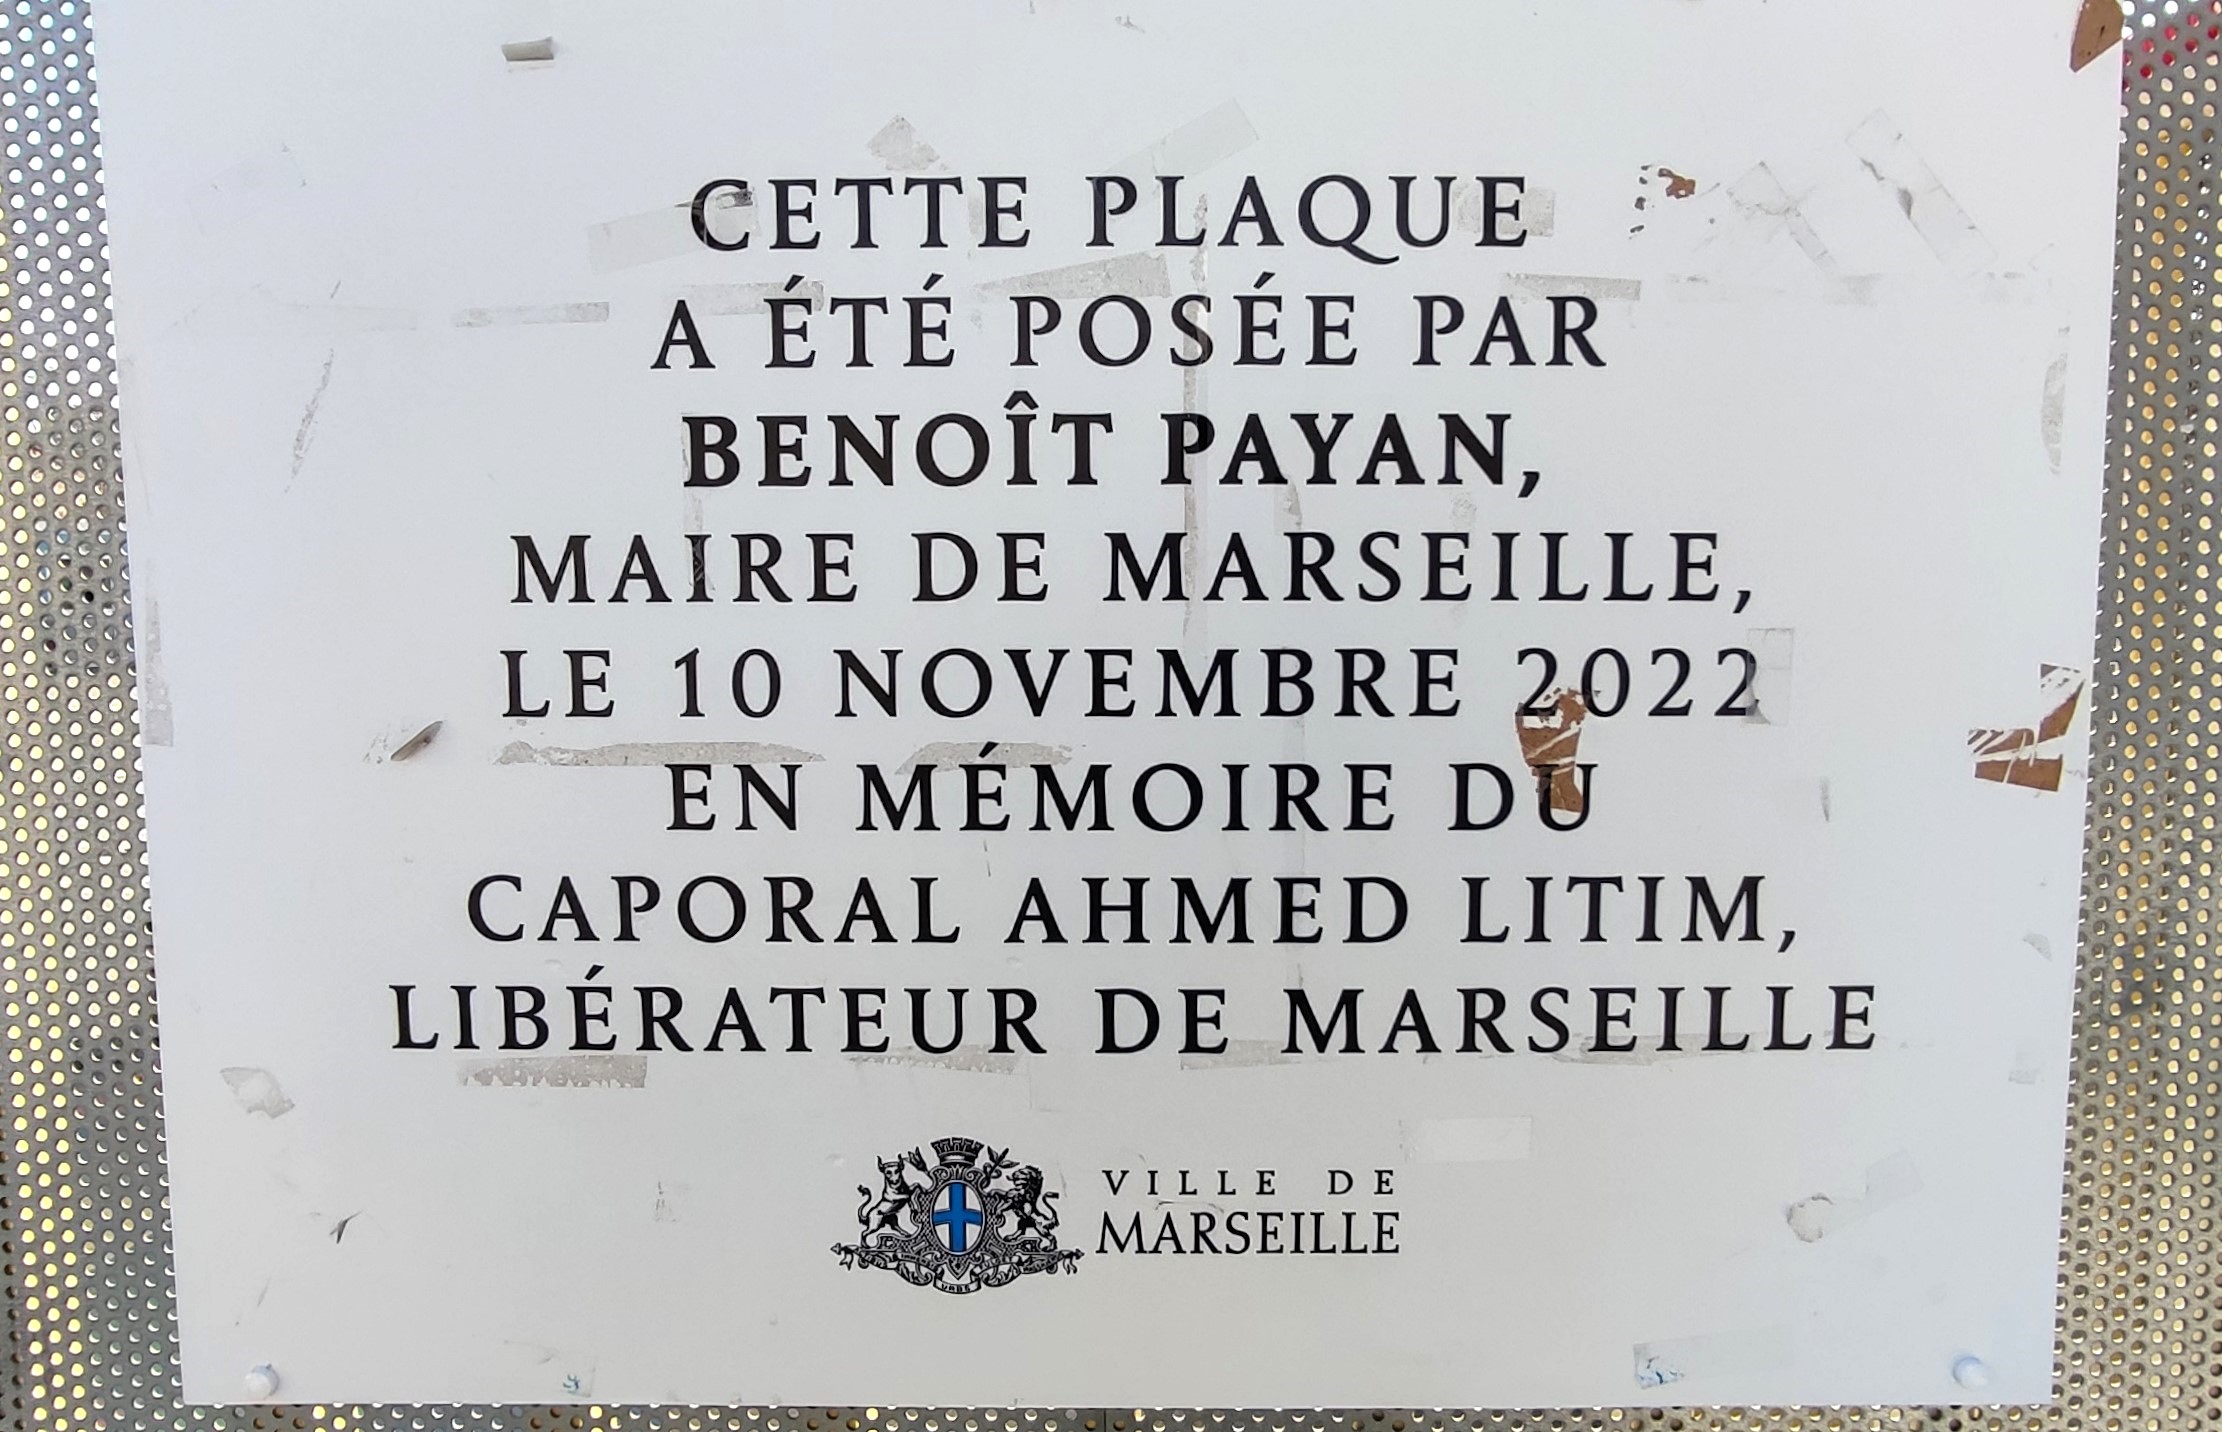 CETTE PLAQUE
A ÉTÉ POSÉE PAR
BENOÎT PAYAN,
MAIRE DE MARSEILLE,
LE 10 NOVEMBRE 2022
EN MÉMOIRE DU
CAPORAL AHMED LITIM,
LIBÉRATEUR DE MARSEILLE
VILLE DE
MARSEILLE